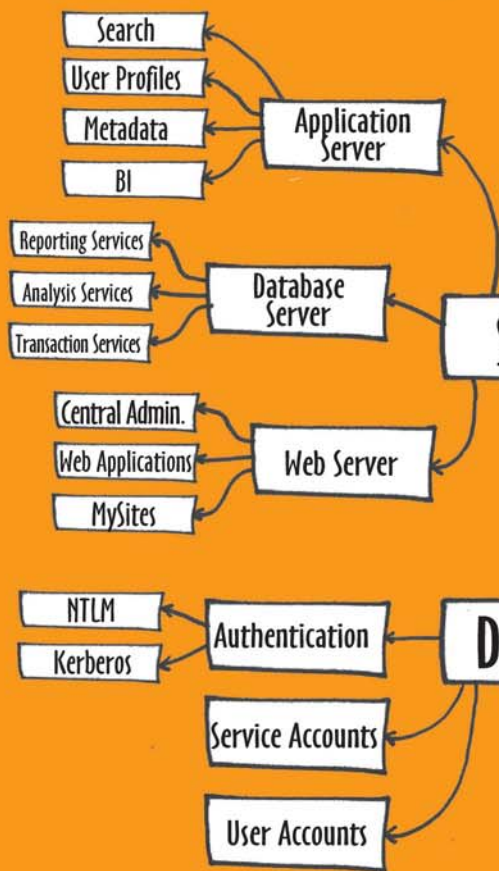 Search
User Profiles
Metadata
BI
Application
Server
Reporting Services
Analysis Services
Transaction Services
Database
Server
Central Admin.
Web Applications
MySites
Web Server
NTLM
Kerberos
Authentication
D
Service Accounts
User Accounts